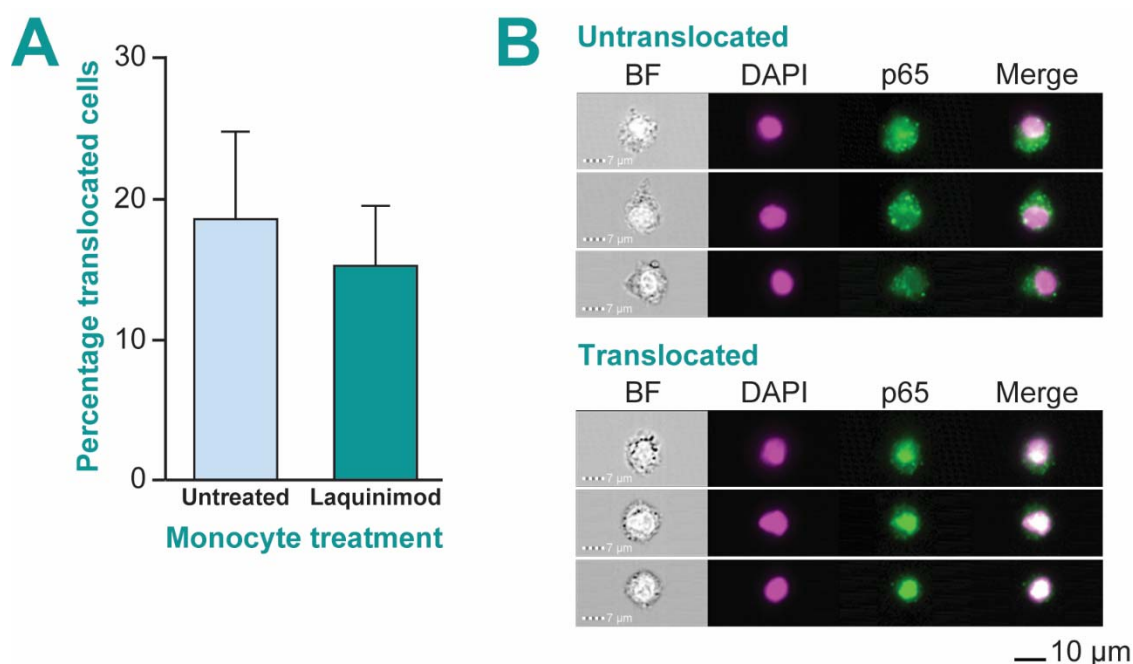 A
30
20
10
0
Percentage translocated cells
Untreated Laquinimod
Monocyte treatment
B
Untranslocated
BF DAPI p65 Merge
7 μm
7 μm
7 μm
Translocated
BF DAPI p65 Merge
7 μm
7 μm
7 μm
10 μm